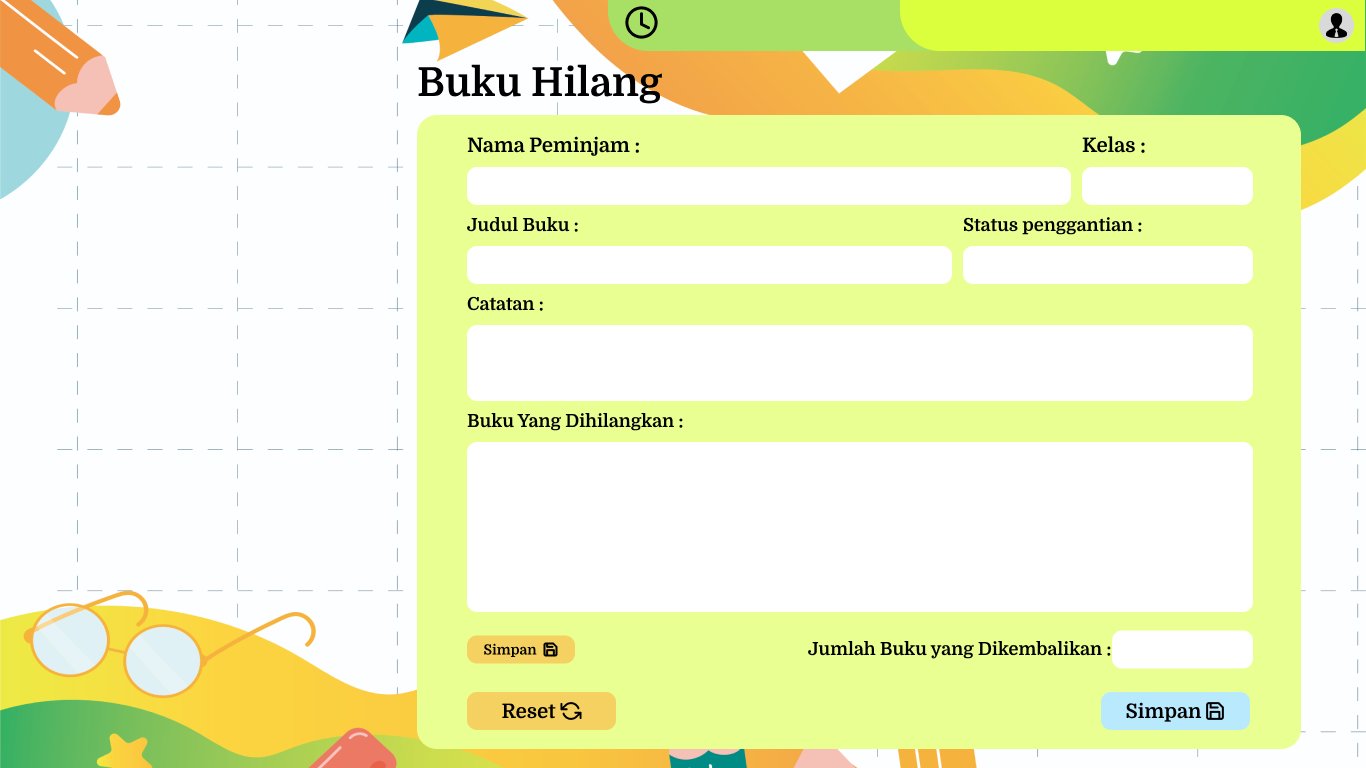 Buku Hilang
Nama Peminjam :
Kelas :
Judul Buku :
Status penggantian :
Catatan :
Buku Yang Dihilangkan :
Simpan
Jumlah Buku yang Dikembalikan :
Reset
Simpan